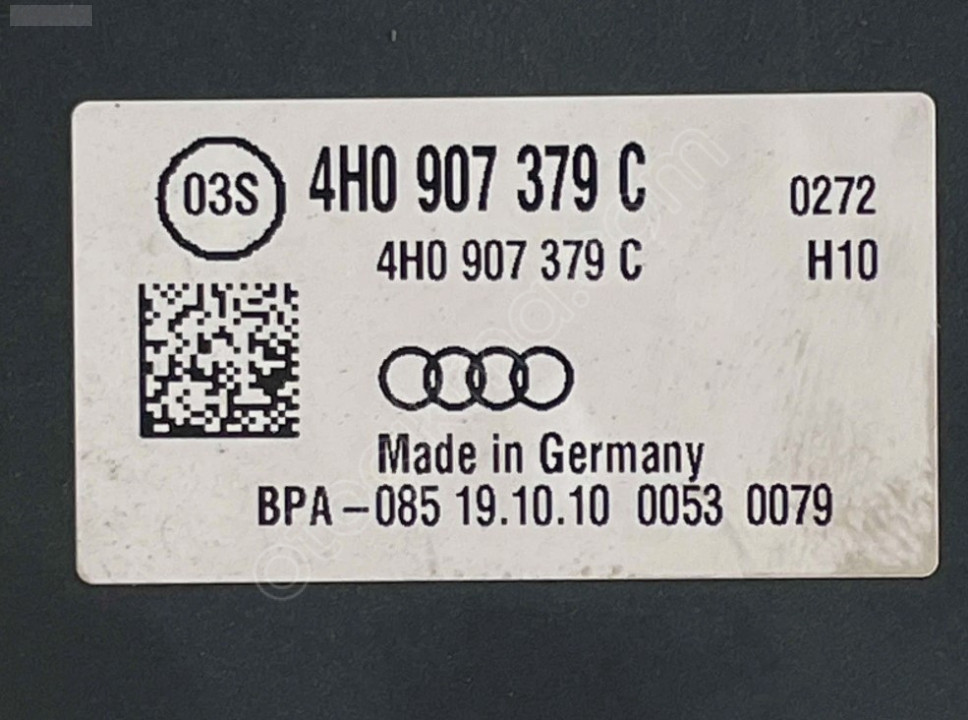 03S 4H0 907 379 C 0272
4H0 907 379 C H10
Made in Germany
BPA-085 19.10.10 0053 0079